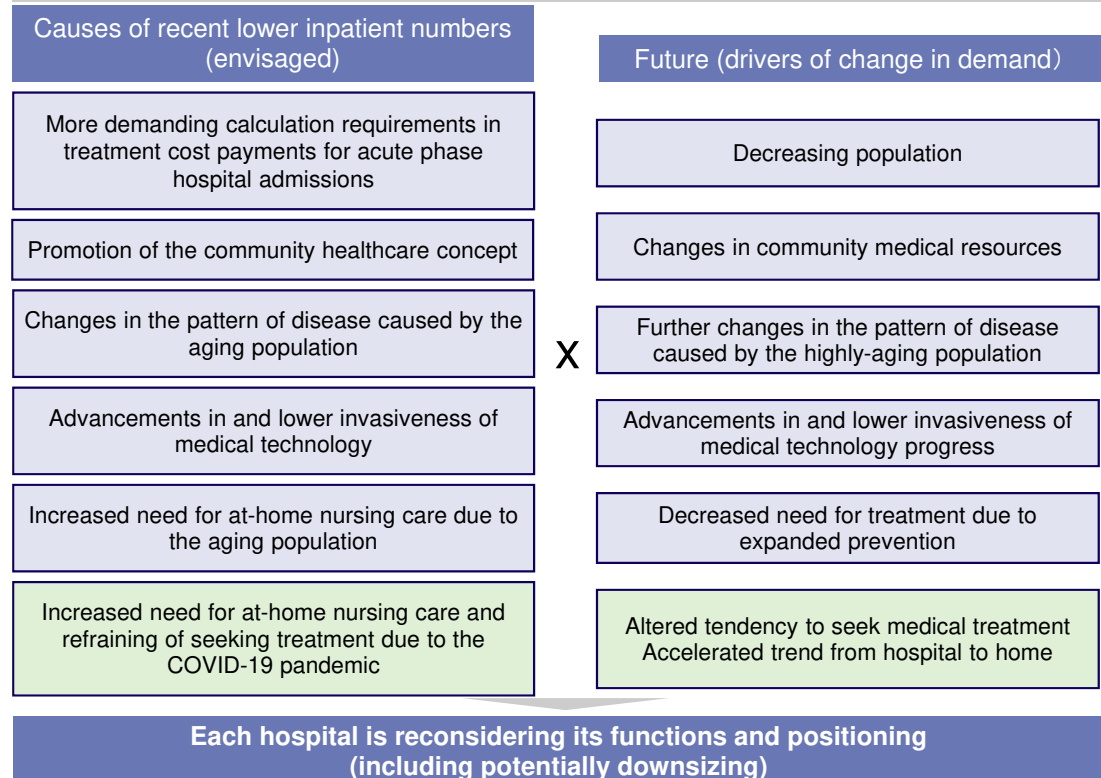 Causes of recent lower inpatient numbers
(envisaged)
More demanding calculation requirements in
treatment cost payments for acute phase
hospital admissions
Promotion of the community healthcare concept
Changes in the pattern of disease caused by the
aging population
Advancements in and lower invasiveness of
medical technology
Increased need for at-home nursing care due to
the aging population
Increased need for at-home nursing care and
refraining of seeking treatment due to the
COVID-19 pandemic
X
Future (drivers of change in demand）
Decreasing population
Changes in community medical resources
Further changes in the pattern of disease
caused by the highly-aging population
Advancements in and lower invasiveness of
medical technology progress
Decreased need for treatment due to
expanded prevention
Altered tendency to seek medical treatment
Accelerated trend from hospital to home
Each hospital is reconsidering its functions and positioning
(including potentially downsizing)